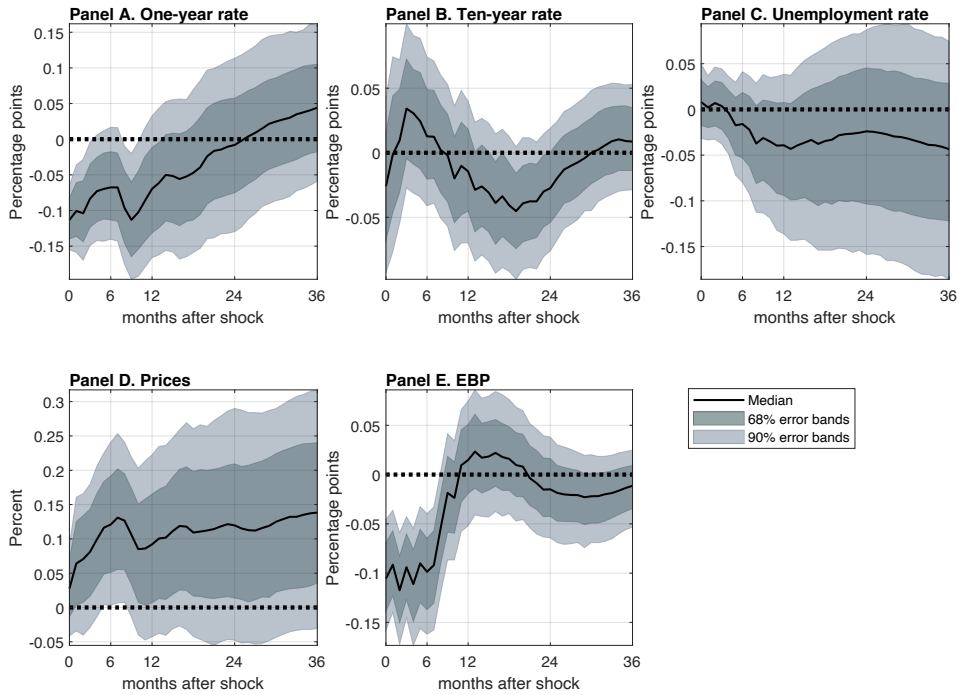 Panel A. One-year rate
Percentage points
0.15
0.1
0.05
0
-0.05
-0.1
-0.15
0 6 12 24 36
months after shock
Panel B. Ten-year rate
Percentage points
0.05
0
-0.05
0 6 12 24 36
months after shock
Panel C. Unemployment rate
Percentage points
0.05
0
-0.05
-0.1
-0.15
0 6 12 24 36
months after shock
Panel D. Prices
Percent
0.3
0.25
0.2
0.15
0.1
0.05
0
-0.05
0 6 12 24 36
months after shock
Panel E. EBP
Percentage points
0.05
0
-0.05
-0.1
-0.15
0 6 12 24 36
months after shock
Median
68% error bands
90% error bands